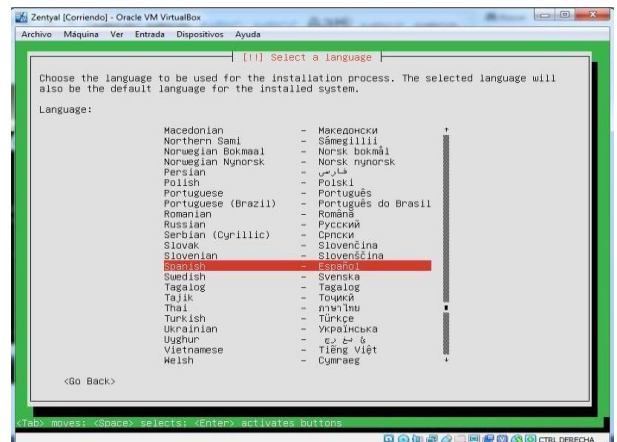 Zentyal [Corriendo] - Oracle VM VirtualBox
Archivo Máquina Ver Entrada Dispositivos Ayuda
[!!] Select a language
Choose the language to be used for the installation process. The selected language will
also be the default language for the installed system.
Language:
Macedonian - Македонски
Northern Sami - Sámegillii
Norwegian Bokmaal - Norsk bokmål
Norwegian Nynorsk - Norsk nynorsk
Persian - فارسی
Polish - Polski
Portuguese - Português
Portuguese (Brazil) - Português do Brasil
Romanian - Română
Russian - Русский
Serbian (Cyrillic) - Српски
Slovak - Slovenčina
Slovenian - Slovenščina
Spanish - Español
Swedish - Svenska
Tagalog - Tagalog
Tajik - Тоҷикӣ
Thai - ภาษาไทย
Turkish - Türkçe
Ukrainian - Українська
Uyghur -
Vietnamese - Tiếng Việt
Welsh - Cymraeg
<Go Back>
<Tab> moves; <Space> selects; <Enter> activates buttons
CTRL DERECHA